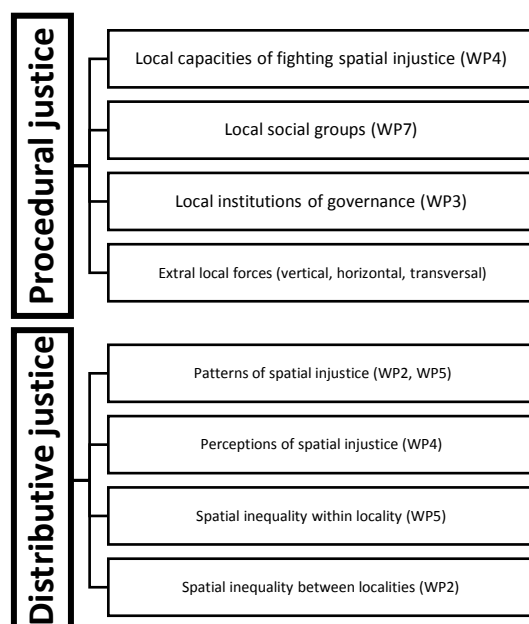 Procedural justice
Local capacities of fighting spatial injustice (WP4)
Local social groups (WP7)
Local institutions of governance (WP3)
Extral local forces (vertical, horizontal, transversal)
Distributive justice
Patterns of spatial injustice (WP2, WP5)
Perceptions of spatial injustice (WP4)
Spatial inequality within locality (WP5)
Spatial inequality between localities (WP2)